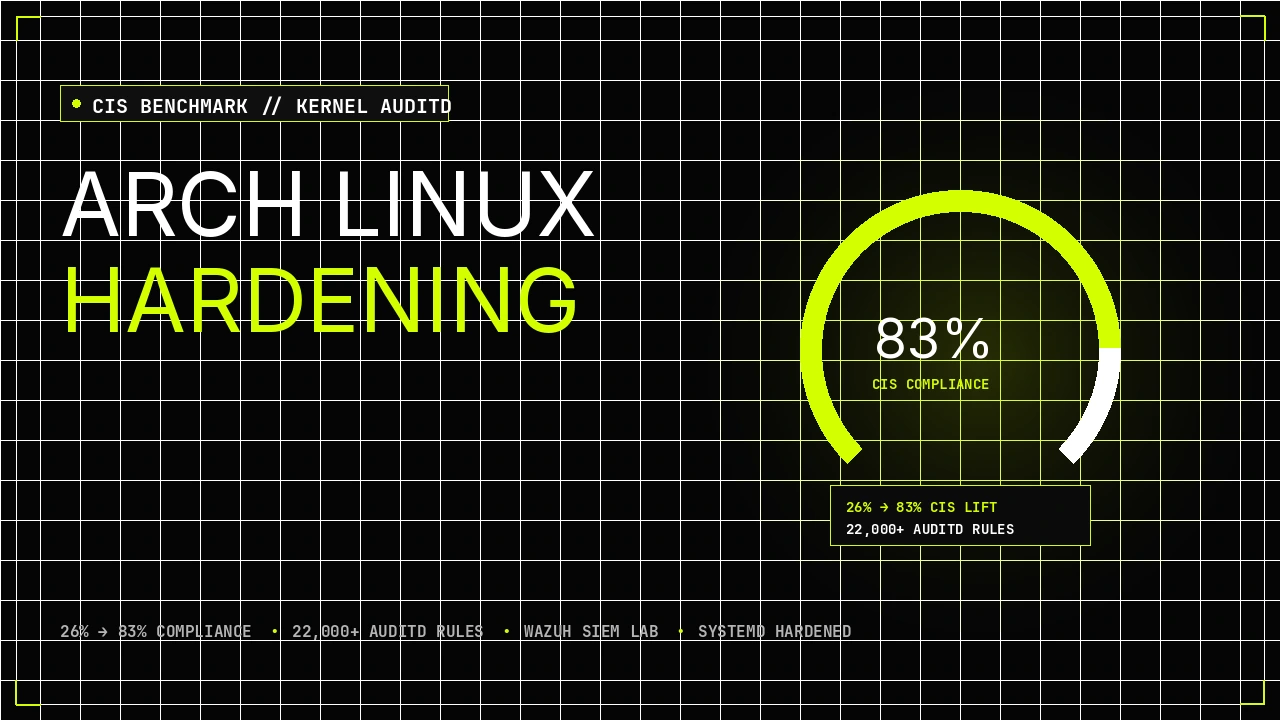 CIS BENCHMARK // KERNEL AUDITD
ARCH LINUX
HARDENING
83%
CIS COMPLIANCE
26% → 83% CIS LIFT
22,000+ AUDITD RULES
26% → 83% COMPLIANCE • 22,000+ AUDITD RULES • WAZUH SIEM LAB • SYSTEMD HARDENED